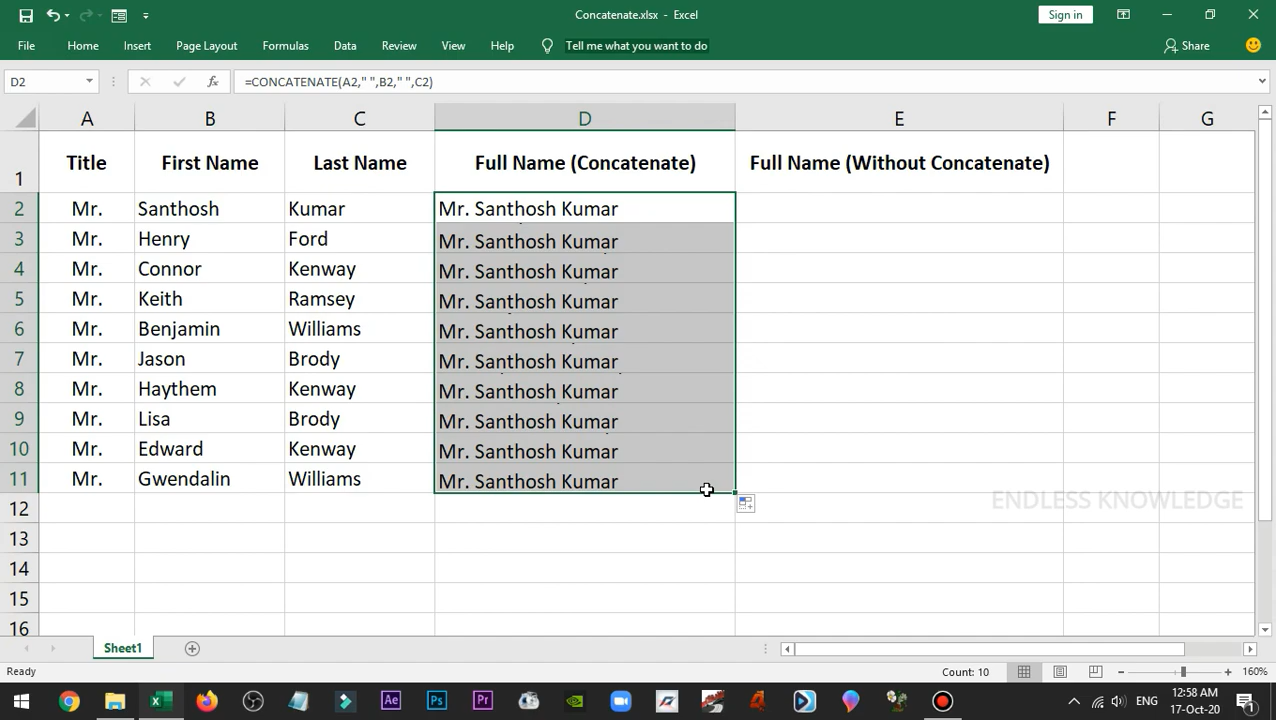 Concatenate.xlsx - Excel
Sign in
File Home Insert Page Layout Formulas Data Review View Help Tell me what you want to do Share
D2 fx =CONCATENATE(A2," ",B2," ",C2)
A B C D E F G
1 Title First Name Last Name Full Name (Concatenate) Full Name (Without Concatenate)
2 Mr. Santhosh Kumar Mr. Santhosh Kumar
3 Mr. Henry Ford Mr. Santhosh Kumar
4 Mr. Connor Kenway Mr. Santhosh Kumar
5 Mr. Keith Ramsey Mr. Santhosh Kumar
6 Mr. Benjamin Williams Mr. Santhosh Kumar
7 Mr. Jason Brody Mr. Santhosh Kumar
8 Mr. Haythem Kenway Mr. Santhosh Kumar
9 Mr. Lisa Brody Mr. Santhosh Kumar
10 Mr. Edward Kenway Mr. Santhosh Kumar
11 Mr. Gwendalin Williams Mr. Santhosh Kumar
ENDLESS KNOWLEDGE
12
13
14
15
16
Sheet1
Ready Count: 10 160%
Ae Ps Pr ENG 12:58 AM
17-Oct-20 1